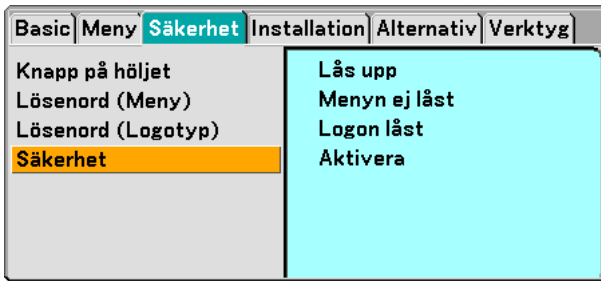 Basic Meny Säkerhet Installation Alternativ Verktyg
Knapp på höljet Lås upp
Lösenord (Meny) Menyn ej låst
Lösenord (Logotyp) Logon låst
Säkerhet Aktivera